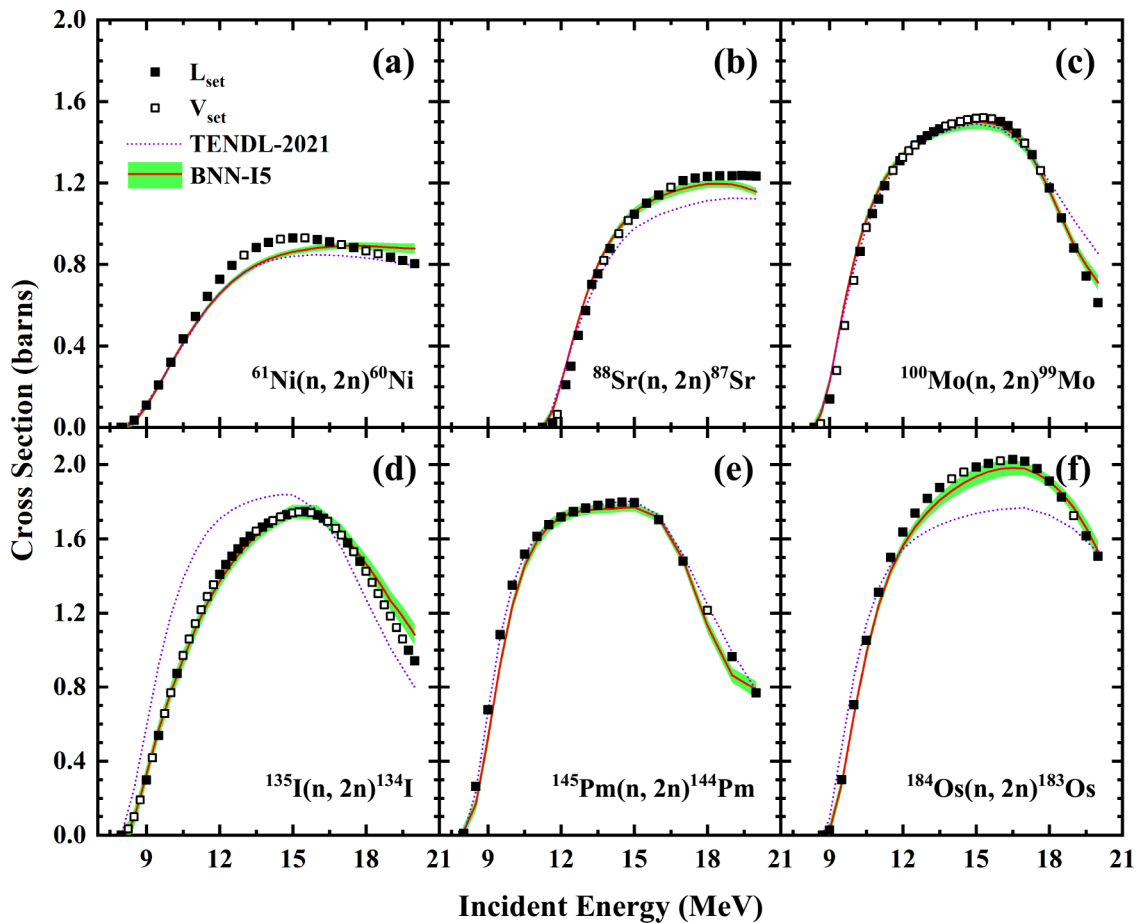 2.0
1.6
1.2
0.8
0.4
0.0
(a)
L_set
V_set
TENDL-2021
BNN-I5
⁶¹Ni(n, 2n)⁶⁰Ni
(b)
⁸⁸Sr(n, 2n)⁸⁷Sr
(c)
¹⁰⁰Mo(n, 2n)⁹⁹Mo
Cross Section (barns)
2.0
1.6
1.2
0.8
0.4
0.0
(d)
¹³⁵I(n, 2n)¹³⁴I
(e)
¹⁴⁵Pm(n, 2n)¹⁴⁴Pm
(f)
¹⁸⁴Os(n, 2n)¹⁸³Os
9 12 15 18 21 9 12 15 18 21 9 12 15 18 21
Incident Energy (MeV)